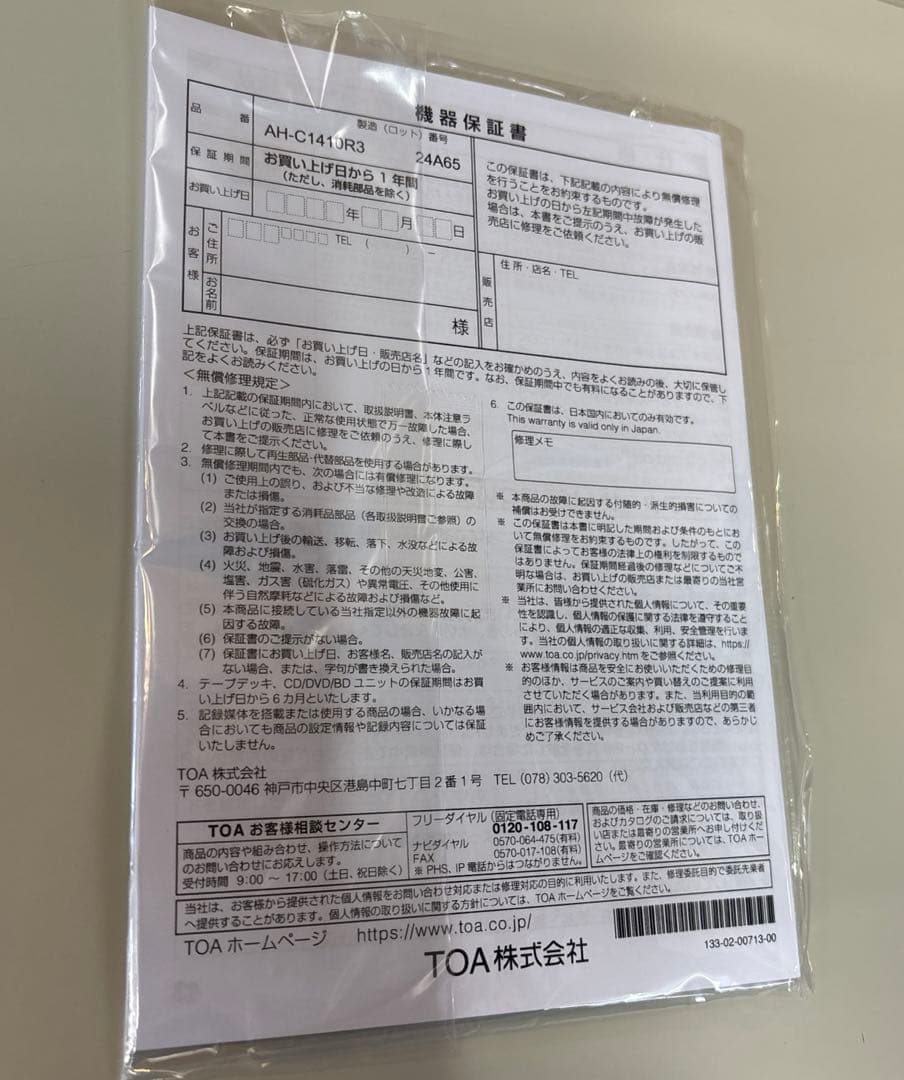 機器保証書
品番 AH-C1410R3 製造（ロット）番号 24A65
保証期間 お買い上げ日から1年間
（ただし、消耗部品を除く）
お買い上げ日 年 月 日
お客様
ご住所 TEL（ ） −
お名前
様
この保証書は、下記記載の内容により無償修理
を行うことをお約束するものです。
お買い上げの日から左記期間中故障が発生した
場合は、本書をご提示のうえ、お買い上げの販
売店に修理をご依頼ください。
販売店
住所・店名・TEL
上記保証書は、必ず「お買い上げ日・販売店名」などの記入をお確かめのうえ、内容をよくお読みの後、大切に保管し
てください。保証期間は、お買い上げの日から1年間です。なお、保証期間中でも有料になることがありますので、下
記をよくお読みください。
＜無償修理規定＞
1. 上記記載の保証期間内において、取扱説明書、本体注意ラ
ベルなどに従った、正常な使用状態で万一故障した場合、
お買い上げの販売店に修理をご依頼のうえ、修理に際し
て本書をご提示ください。
2. 修理に際して再生部品・代替部品を使用する場合があります。
3. 無償修理期間内でも、次の場合には有償修理になります。
(1) ご使用上の誤り、および不当な修理や改造による故障
または損傷。
(2) 当社が指定する消耗品部品（各取扱説明書ご参照）の
交換の場合。
(3) お買い上げ後の輸送、移転、落下、水没などによる故
障および損傷。
(4) 火災、地震、水害、落雷、その他の天災地変、公害、
塩害、ガス害（硫化ガス）や異常電圧、その他使用に
伴う自然摩耗などによる故障および損傷など。
(5) 本商品に接続している当社指定以外の機器故障に起
因する故障。
(6) 保証書のご提示がない場合。
(7) 保証書にお買い上げ日、お客様名、販売店名の記入が
ない場合、または、字句が書き換えられた場合。
4. テープデッキ、CD/DVD/BDユニットの保証期間はお買
い上げ日から6カ月といたします。
5. 記録媒体を搭載または使用する商品の場合、いかなる場
合においても商品の設定情報や記録内容については保証
いたしません。
6. この保証書は、日本国内においてのみ有効です。
This warranty is valid only in Japan.
修理メモ
※ 本商品の故障に起因する付随的・派生的損害についての
補償はお受けできません。
※ この保証書は本書に明記した期間および条件のもとにお
いて無償修理をお約束するものです。したがって、この
保証書によってお客様の法律上の権利を制限するもので
はありません。保証期間経過後の修理などについてご不
明な場合は、お買い上げの販売店または最寄りの当社営
業所にお問い合わせください。
※ 当社は、皆様から提供された個人情報について、その重要
性を認識し、個人情報の保護に関する法律を遵守すること
により、個人情報の適正な収集、利用、安全管理を行いま
す。当社の個人情報の取り扱いに関する詳細は、https://
www.toa.co.jp/privacy.htmをご参照ください。
※ お客様情報は商品を安全にお使いいただくための修理目
的のほか、サービスのご案内や買い替えのご提案に利用
させていただく場合があります。また、当利用目的の範
囲内において、サービス会社および販売店などの第三者
にお客様情報を提供する場合がありますので、あらかじ
めご了承ください。
TOA 株式会社
〒650-0046 神戸市中央区港島中町七丁目2番1号 TEL (078) 303-5620（代）
TOA お客様相談センター
商品の内容や組み合わせ、操作方法について
のお問い合わせにお応えします。
受付時間 9:00 〜 17:00（土日、祝日除く）
フリーダイヤル（固定電話専用）
0120-108-117
ナビダイヤル 0570-064-475（有料）
FAX 0570-017-108（有料）
※ PHS、IP電話からはつながりません。
商品の価格・在庫・修理などのお問い合わせ、
およびカタログのご請求については、取り扱
い店または最寄りの営業所へお申し付けくだ
さい。最寄りの営業所については、TOAホー
ムページをご確認ください。
当社は、お客様から提供された個人情報をお問い合わせ対応または修理対応の目的に利用いたします。また、修理委託目的で委託先業者
へ提供することがあります。個人情報の取り扱いに関する方針については、TOAホームページをご覧ください。
TOA ホームページ https://www.toa.co.jp/
TOA株式会社
133-02-00713-00